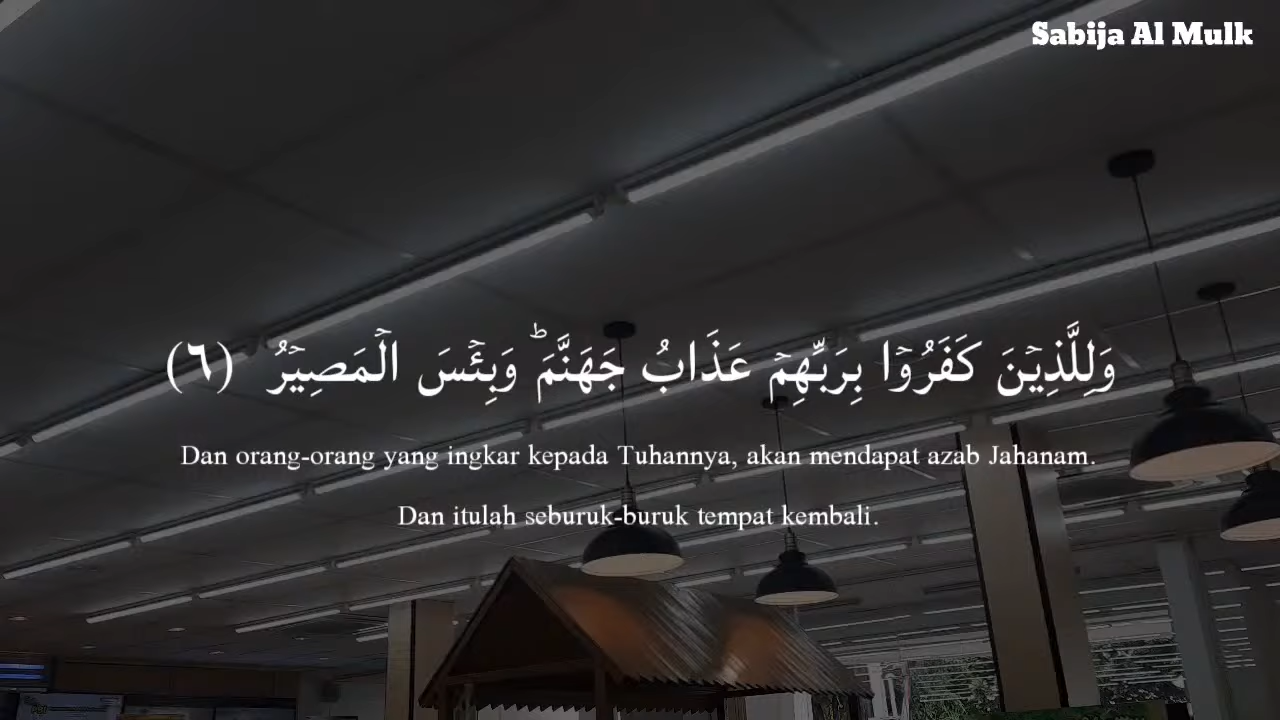 Sabija Al Mulk
وَلِلَّذِيْنَ كَفَرُوْا بِرَبِّهِمْ عَذَابُ جَهَنَّمَۗ وَبِئْسَ الْمَصِيْرُ (٦)
Dan orang-orang yang ingkar kepada Tuhannya, akan mendapat azab Jahanam.
Dan itulah seburuk-buruk tempat kembali.